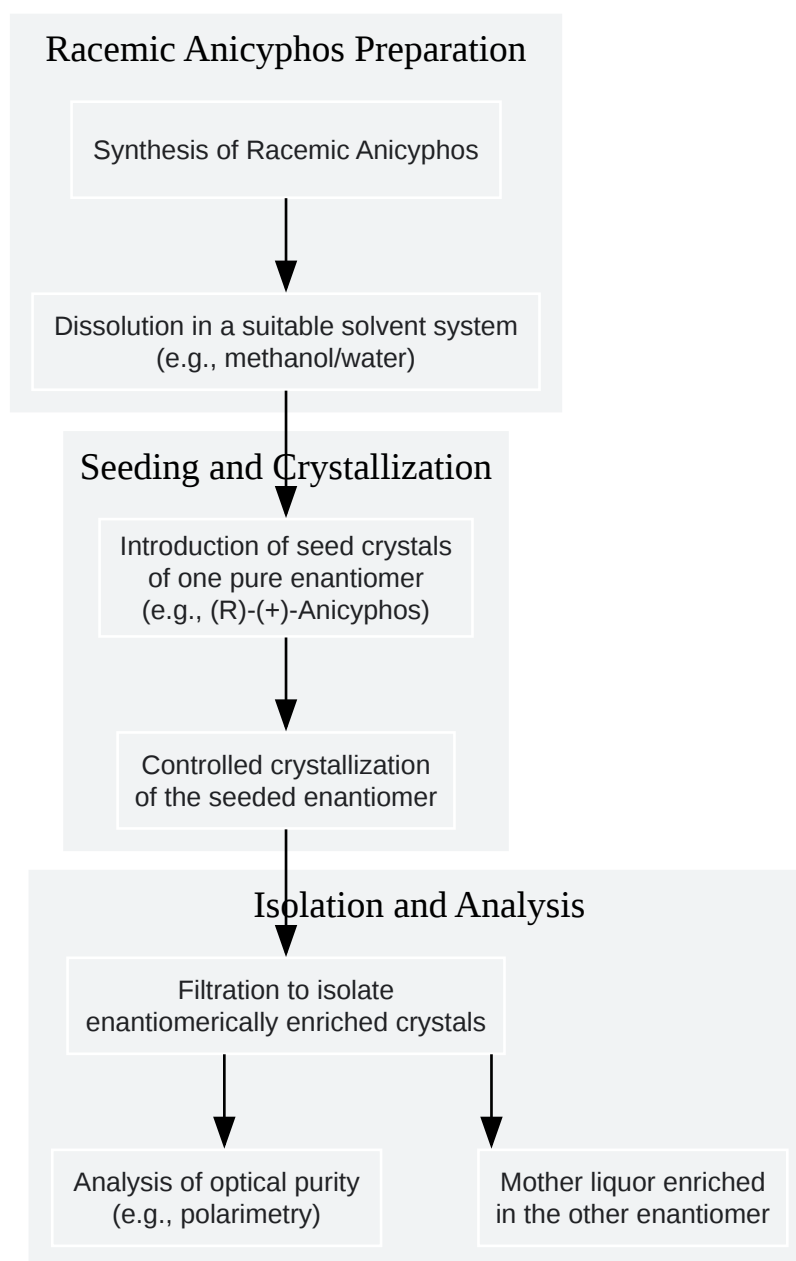 Racemic Anicyphos Preparation
Synthesis of Racemic Anicyphos
Dissolution in a suitable solvent system
(e.g., methanol/water)
Seeding and Crystallization
Introduction of seed crystals
of one pure enantiomer
(e.g., (R)-(+)-Anicyphos)
Controlled crystallization
of the seeded enantiomer
Isolation and Analysis
Filtration to isolate
enantiomerically enriched crystals
Analysis of optical purity
(e.g., polarimetry)
Mother liquor enriched
in the other enantiomer